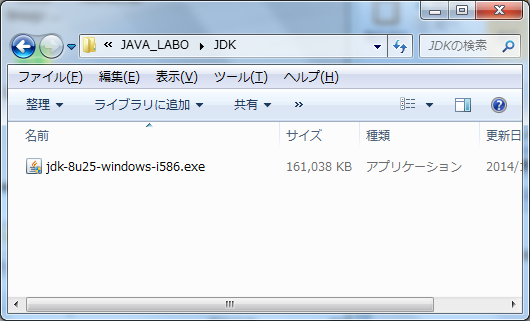 « JAVA_LABO JDK JDKの検索
ファイル(F) 編集(E) 表示(V) ツール(T) ヘルプ(H)
整理 ライブラリに追加 共有 »
名前 サイズ 種類 更新日
jdk-8u25-windows-i586.exe 161,038 KB アプリケーション 2014/1